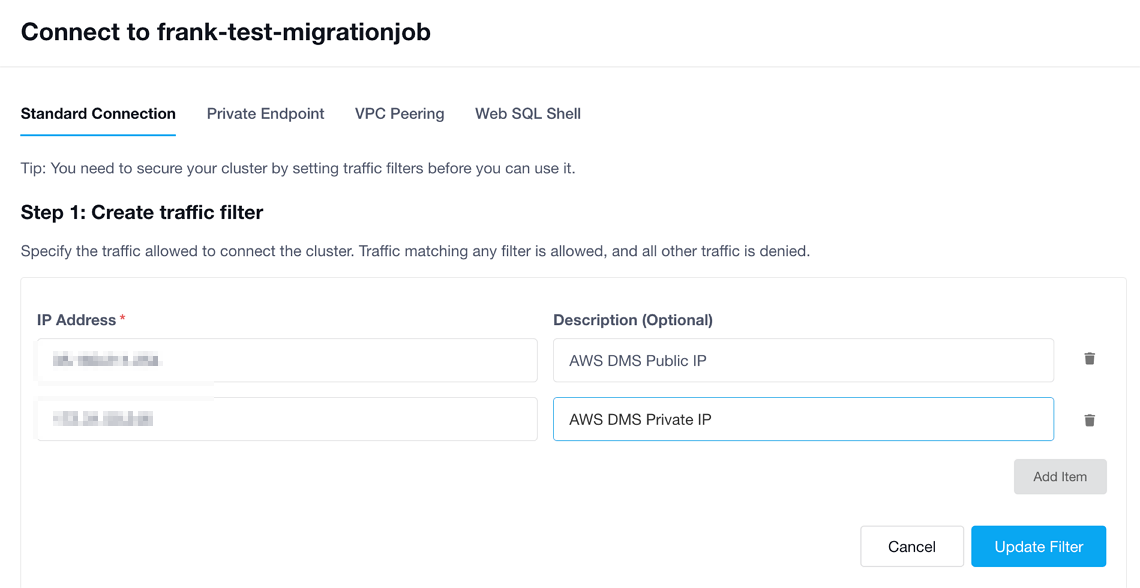 Connect to frank-test-migrationjob
Standard Connection Private Endpoint VPC Peering Web SQL Shell
Tip: You need to secure your cluster by setting traffic filters before you can use it.
Step 1: Create traffic filter
Specify the traffic allowed to connect the cluster. Traffic matching any filter is allowed, and all other traffic is denied.
IP Address * Description (Optional)
AWS DMS Public IP
AWS DMS Private IP
Add Item
Cancel Update Filter